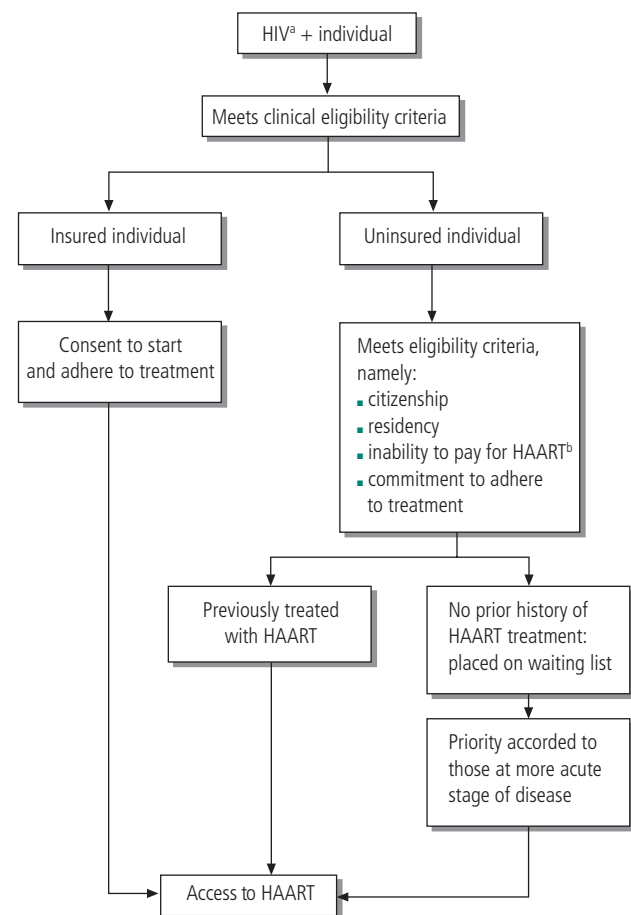 HIVᵃ + individual
Meets clinical eligibility criteria
Insured individual
Uninsured individual
Consent to start
and adhere to treatment
Meets eligibility criteria,
namely:
▪ citizenship
▪ residency
▪ inability to pay for HAARTᵇ
▪ commitment to adhere
to treatment
Previously treated
with HAART
No prior history of
HAART treatment:
placed on waiting list
Priority accorded to
those at more acute
stage of disease
Access to HAART